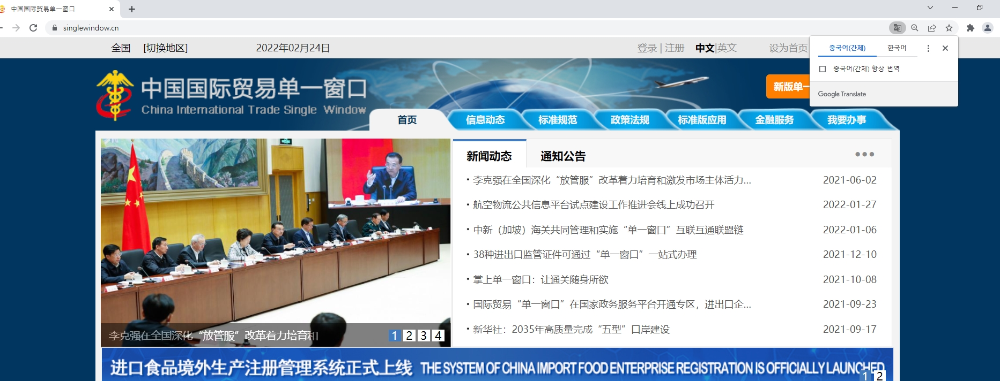 中国国际贸易单一窗口
singlewindow.cn
全国 [切换地区] 2022年02月24日 登录 | 注册 中文|英文 设为首页
중국어(간체) 한국어
중국어(간체) 항상 번역
Google Translate
中国国际贸易单一窗口
China International Trade Single Window
新版单一
首页 信息动态 标准规范 政策法规 标准版应用 金融服务 我要办事
新闻动态 通知公告
· 李克强在全国深化“放管服”改革着力培育和激发市场主体活力... 2021-06-02
· 航空物流公共信息平台试点建设工作推进会线上成功召开 2022-01-27
· 中新（加坡）海关共同管理和实施“单一窗口”互联互通联盟链 2022-01-06
· 38种进出口监管证件可通过“单一窗口”一站式办理 2021-12-10
· 掌上单一窗口：让通关随身所欲 2021-10-08
· 国际贸易“单一窗口”在国家政务服务平台开通专区，进出口企... 2021-09-23
· 新华社：2035年高质量完成“五型”口岸建设 2021-09-17
李克强在全国深化“放管服”改革着力培育和 1 2 3 4
进口食品境外生产注册管理系统正式上线 THE SYSTEM OF CHINA IMPORT FOOD ENTERPRISE REGISTRATION IS OFFICIALLY LAUNCHED
1 2